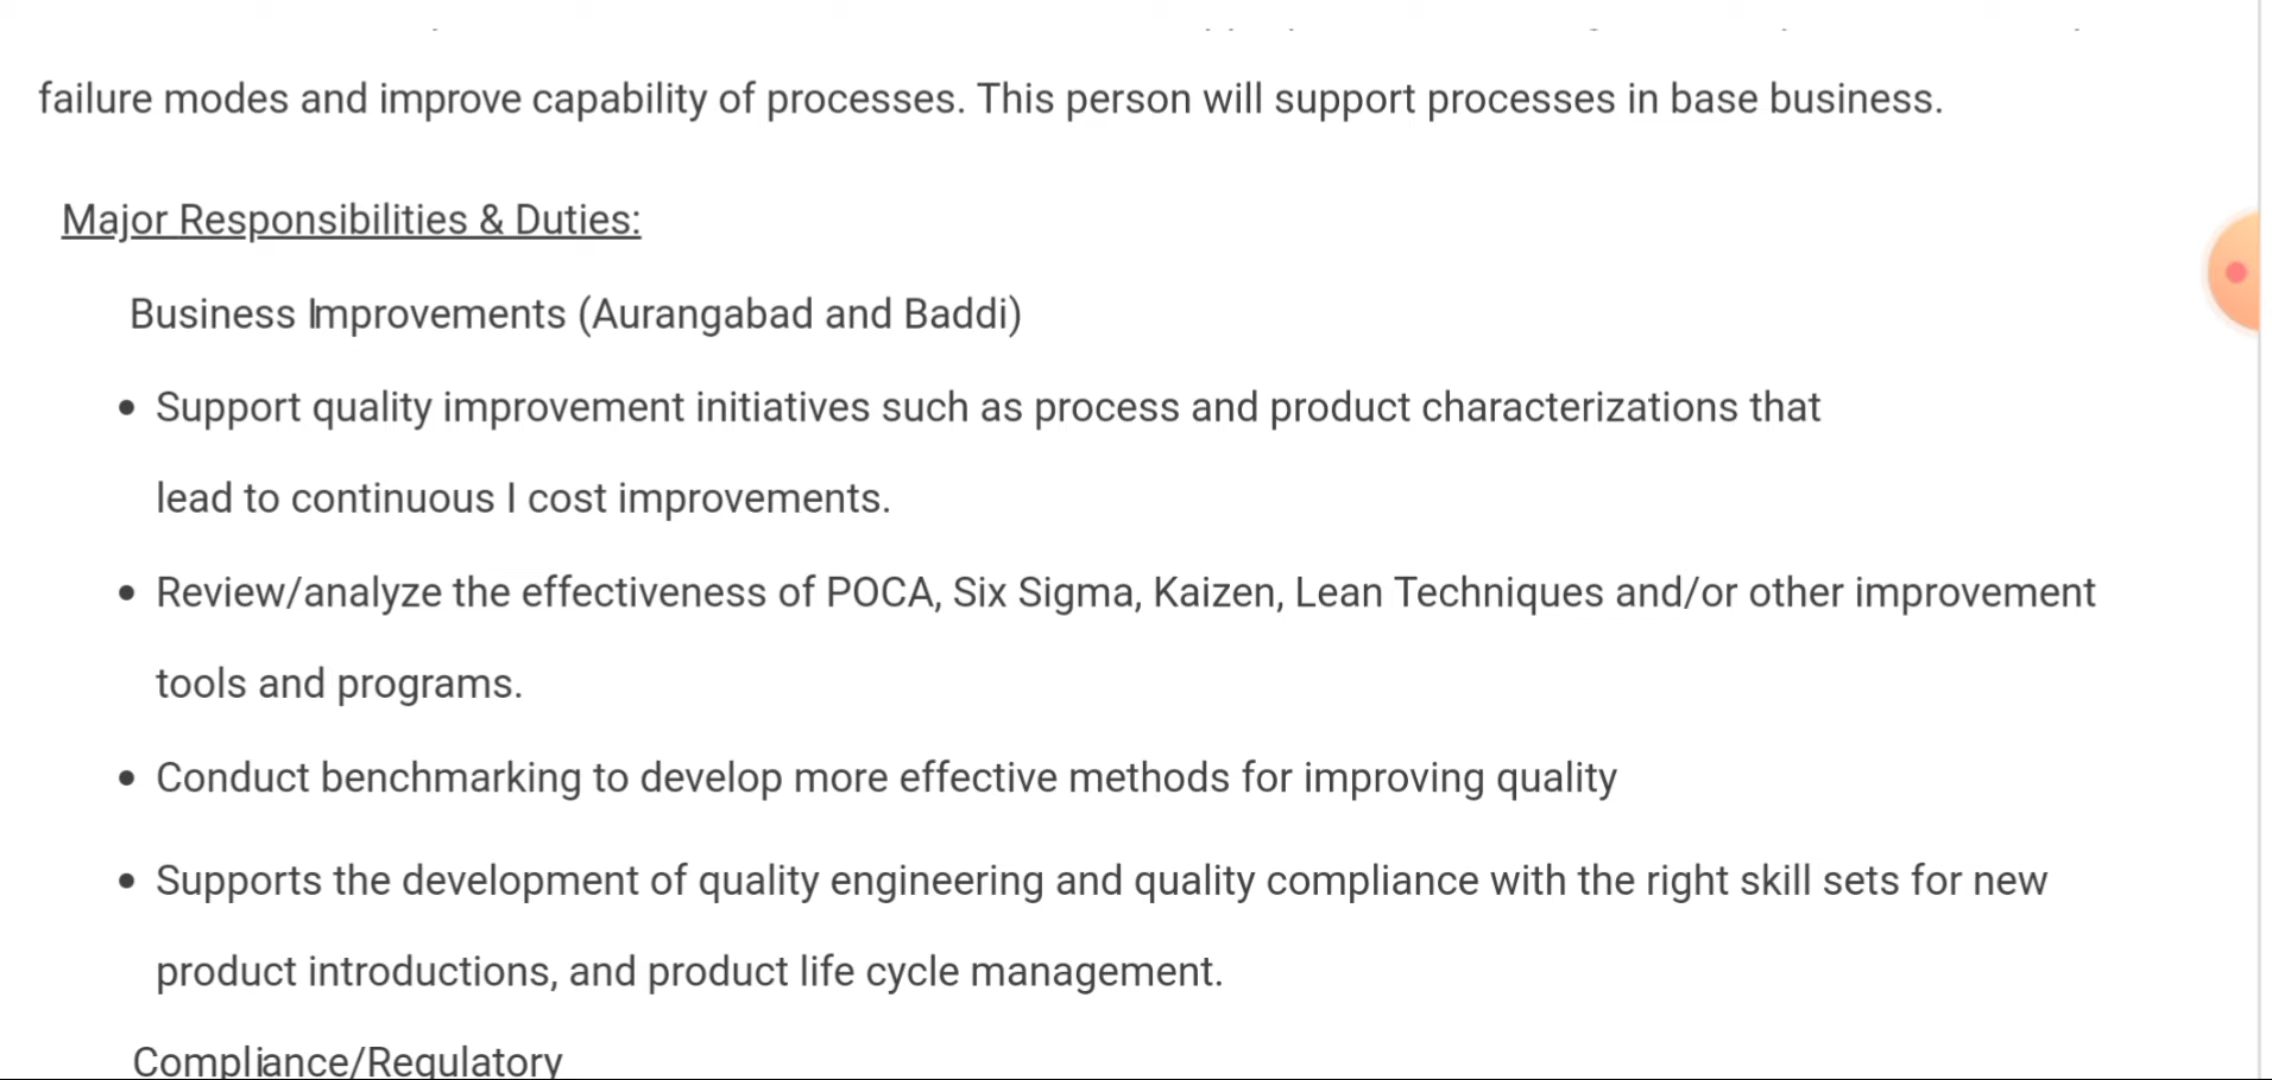 failure modes and improve capability of processes. This person will support processes in base business.
Major Responsibilities & Duties:
Business Improvements (Aurangabad and Baddi)
• Support quality improvement initiatives such as process and product characterizations that
lead to continuous I cost improvements.
• Review/analyze the effectiveness of POCA, Six Sigma, Kaizen, Lean Techniques and/or other improvement
tools and programs.
• Conduct benchmarking to develop more effective methods for improving quality
• Supports the development of quality engineering and quality compliance with the right skill sets for new
product introductions, and product life cycle management.
Compliance/Regulatory